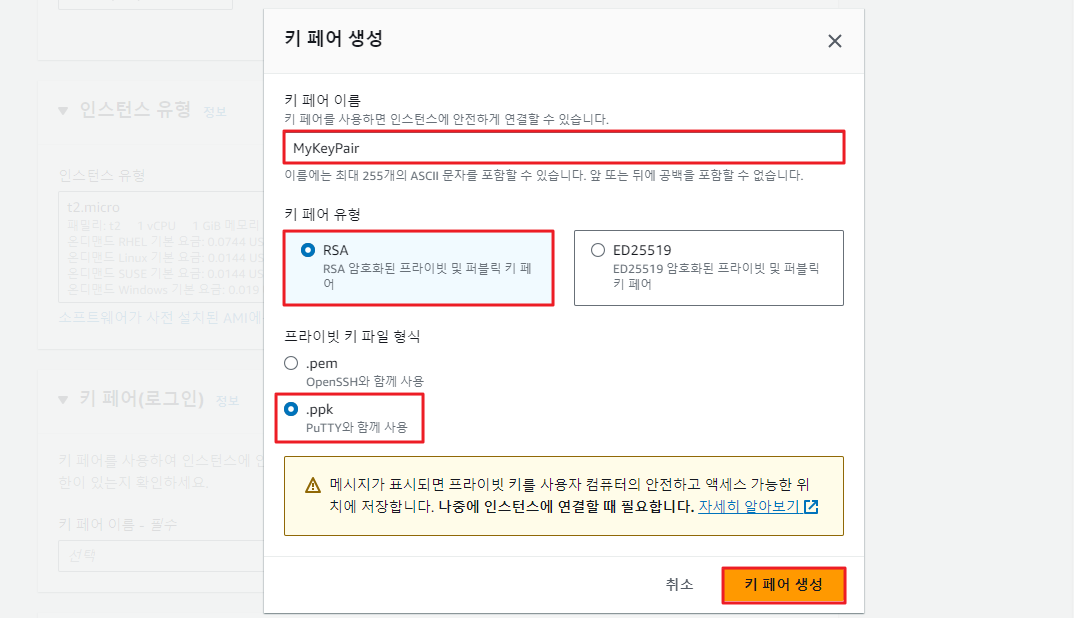 키 페어 생성
키 페어 이름
키 페어를 사용하면 인스턴스에 안전하게 연결할 수 있습니다.
MyKeyPair
이름에는 최대 255개의 ASCII 문자를 포함할 수 있습니다. 앞 또는 뒤에 공백을 포함할 수 없습니다.
키 페어 유형
RSA
RSA 암호화된 프라이빗 및 퍼블릭 키 페
어
ED25519
ED25519 암호화된 프라이빗 및 퍼블릭
키 페어
프라이빗 키 파일 형식
.pem
OpenSSH와 함께 사용
.ppk
PuTTY와 함께 사용
메시지가 표시되면 프라이빗 키를 사용자 컴퓨터의 안전하고 액세스 가능한 위
치에 저장합니다. 나중에 인스턴스에 연결할 때 필요합니다. 자세히 알아보기
취소
키 페어 생성
인스턴스 유형 정보
인스턴스 유형
t2.micro
패밀리: t2 1 vCPU 1 GiB 메모리
온디맨드 RHEL 기본 요금: 0.0744 US
온디맨드 Linux 기본 요금: 0.0144 US
온디맨드 SUSE 기본 요금: 0.0144 US
온디맨드 Windows 기본 요금: 0.019
소프트웨어가 사전 설치된 AMI에
키 페어(로그인) 정보
키 페어를 사용하여 인스턴스에 안
한이 있는지 확인하세요.
키 페어 이름 - 필수
선택